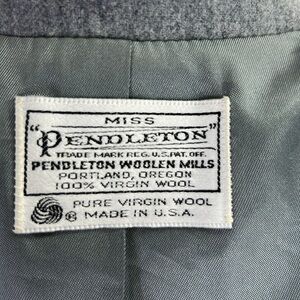 MISS
"PENDLETON"
TRADE MARK REG. U.S. PAT. OFF.
PENDLETON WOOLEN MILLS
PORTLAND, OREGON
100% VIRGIN WOOL
PURE VIRGIN WOOL
® MADE IN U.S.A.